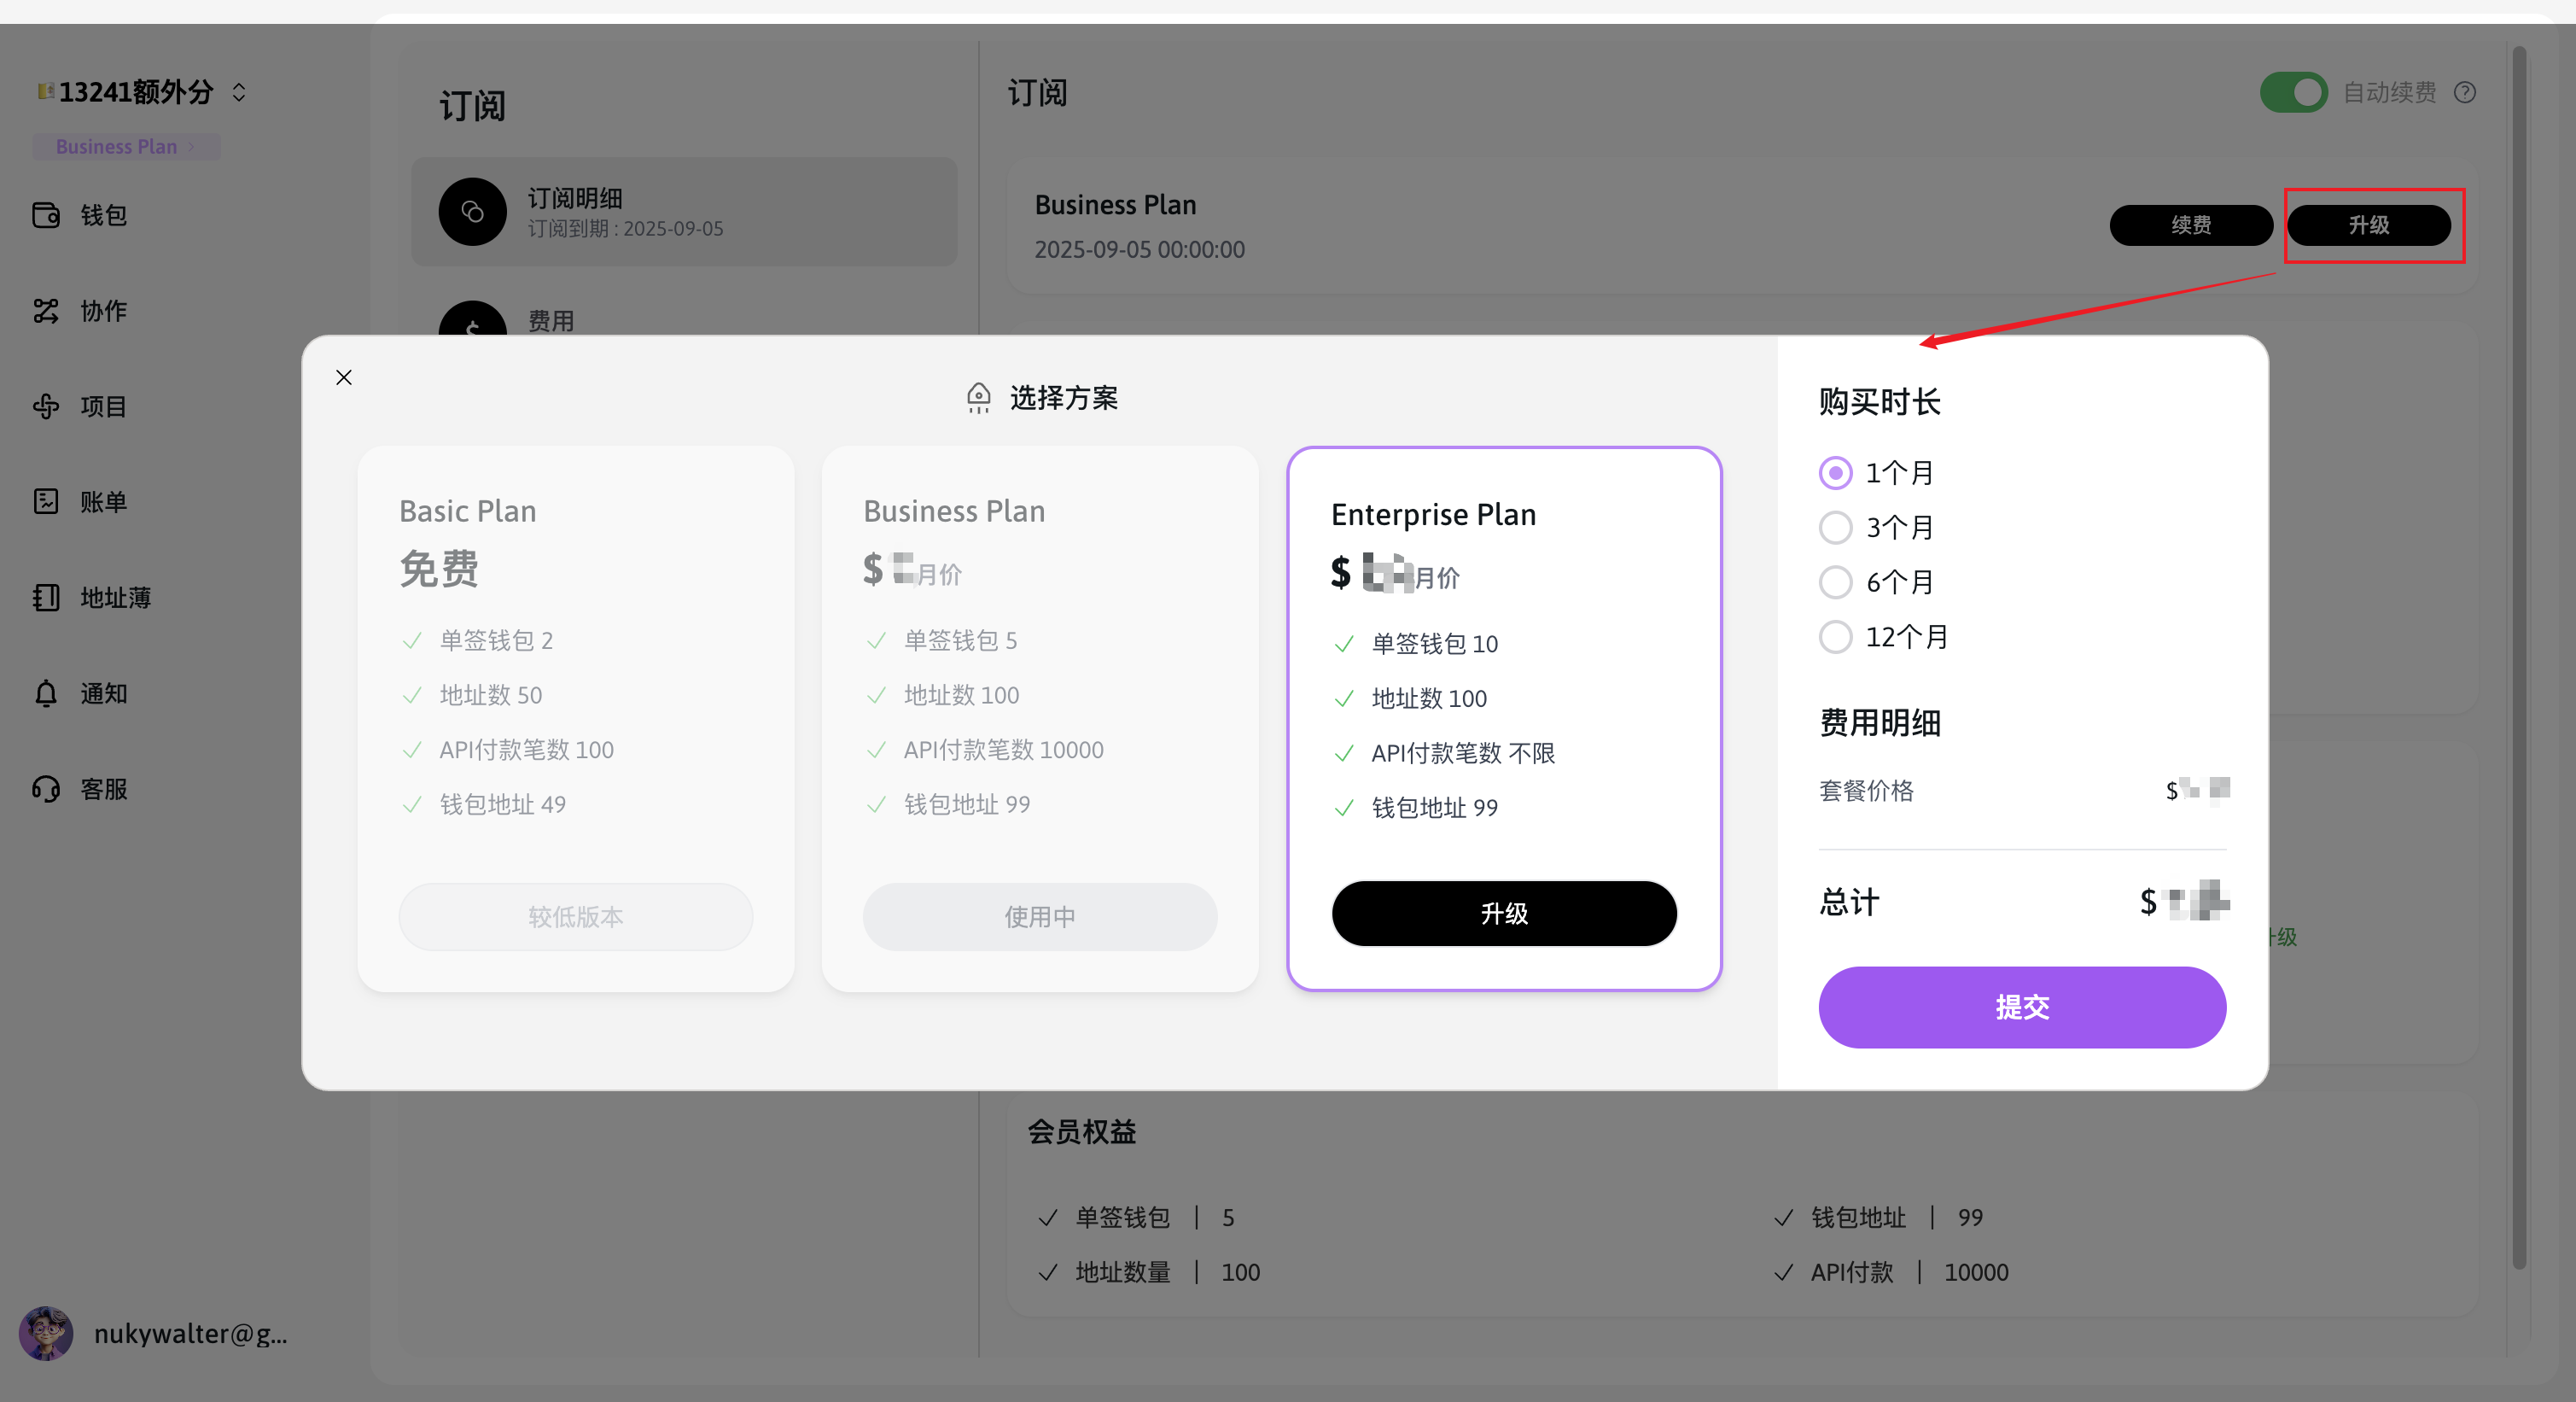 13241额外分
Business Plan
钱包
协作
项目
账单
地址薄
通知
客服
nukywalter@g...
订阅
订阅明细
订阅到期 : 2025-09-05
费用
订阅
自动续费
Business Plan
2025-09-05 00:00:00
续费
升级
选择方案
Basic Plan
免费
单签钱包 2
地址数 50
API付款笔数 100
钱包地址 49
较低版本
Business Plan
$ 月价
单签钱包 5
地址数 100
API付款笔数 10000
钱包地址 99
使用中
Enterprise Plan
$ 月价
单签钱包 10
地址数 100
API付款笔数 不限
钱包地址 99
升级
购买时长
1个月
3个月
6个月
12个月
费用明细
套餐价格 $
总计 $
提交
级
会员权益
单签钱包 | 5
钱包地址 | 99
地址数量 | 100
API付款 | 10000